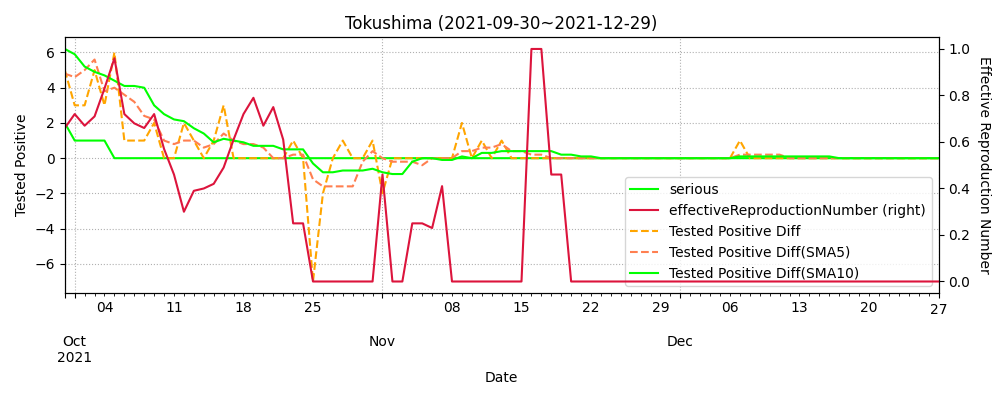 Tokushima (2021-09-30~2021-12-29)
Tested Positive
6
4
2
0
−2
−4
−6
1.0
0.8
0.6
0.4
0.2
0.0
Effective Reproduction Number
serious
effectiveReproductionNumber (right)
Tested Positive Diff
Tested Positive Diff(SMA5)
Tested Positive Diff(SMA10)
04 11 18 25 08 15 22 29 06 13 20 27
Oct Nov Dec
2021
Date